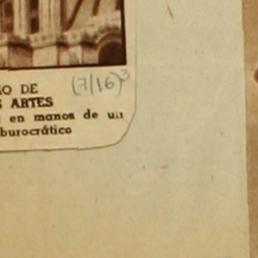 O DE (7/16)³
S ARTES
en manos de un
burocrático